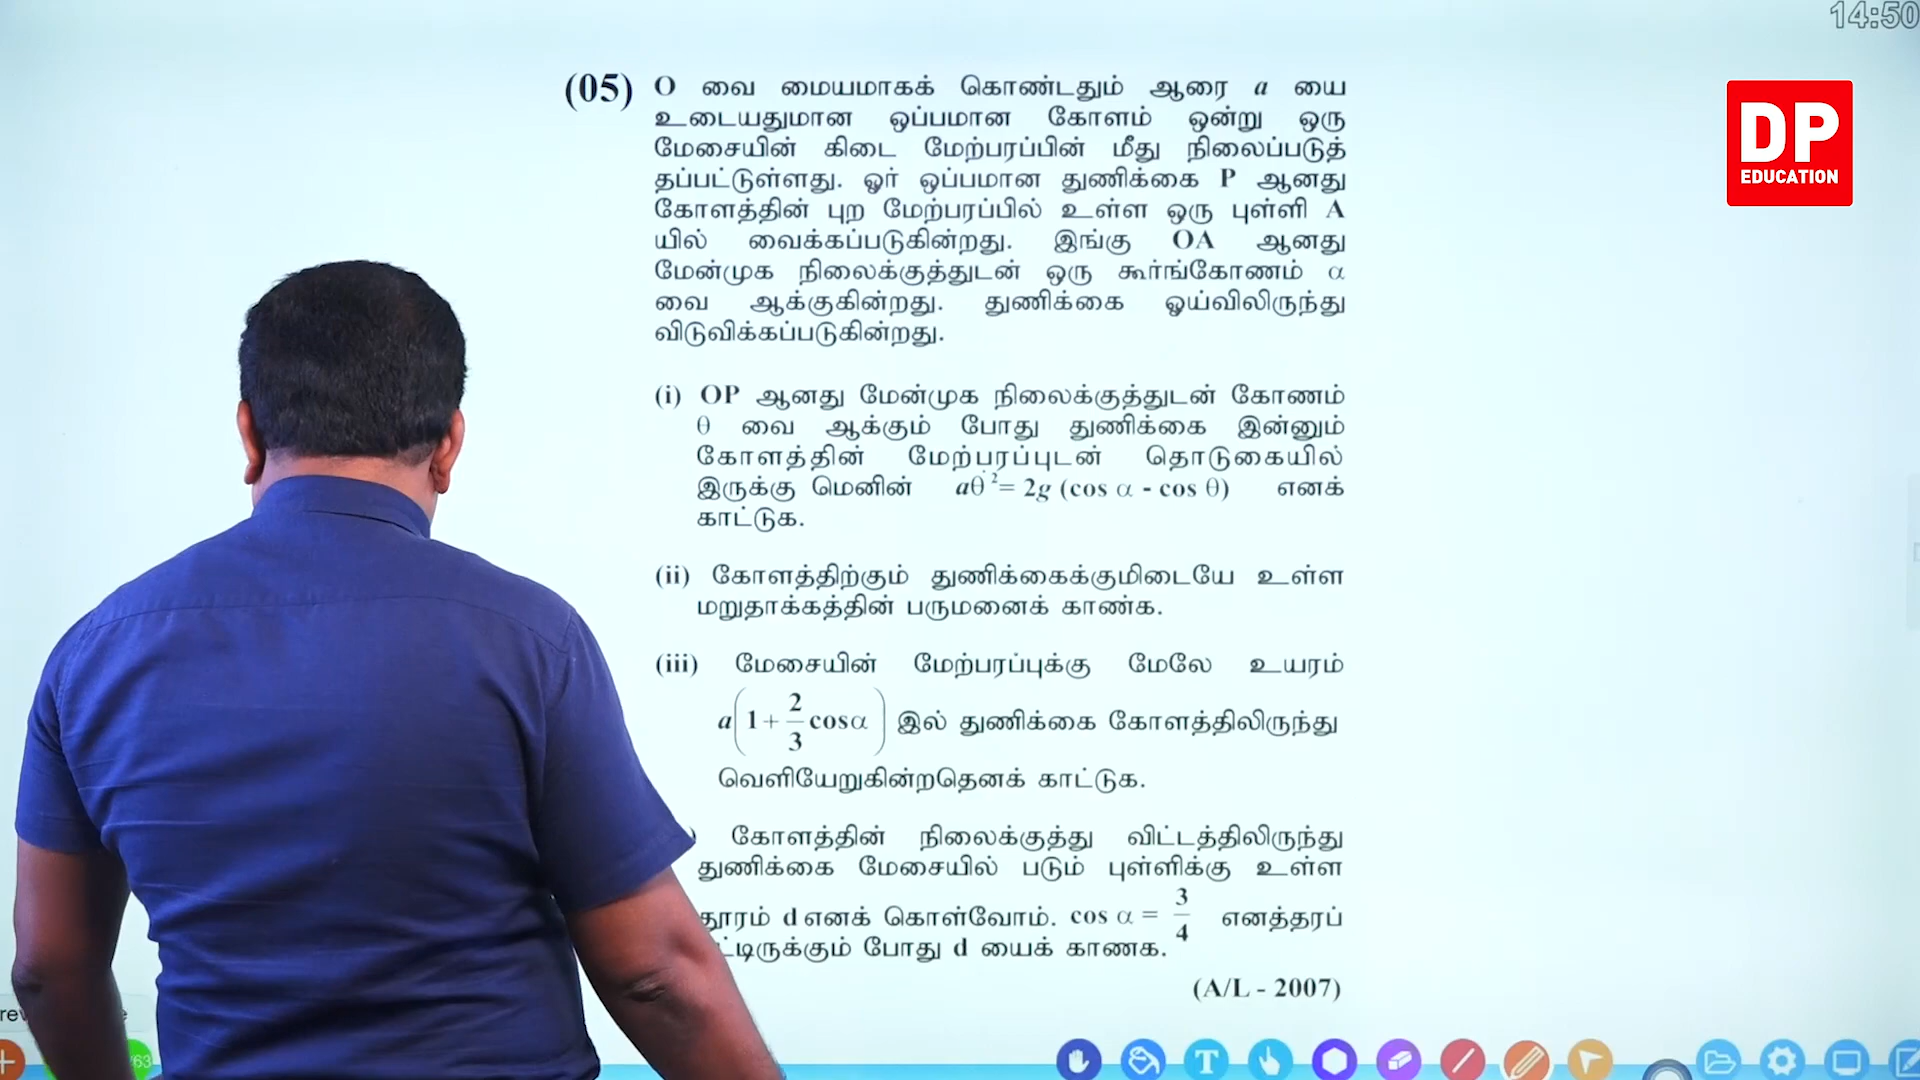 14:50
DP
EDUCATION
(05) O வை மையமாகக் கொண்டதும் ஆரை a யை
உடையதுமான ஒப்பமான கோளம் ஒன்று ஒரு
மேசையின் கிடை மேற்பரப்பின் மீது நிலைப்படுத்
தப்பட்டுள்ளது. ஓர் ஒப்பமான துணிக்கை P ஆனது
கோளத்தின் புற மேற்பரப்பில் உள்ள ஒரு புள்ளி A
யில் வைக்கப்படுகின்றது. இங்கு OA ஆனது
மேன்முக நிலைக்குத்துடன் ஒரு கூர்ங்கோணம் α
வை ஆக்குகின்றது. துணிக்கை ஓய்விலிருந்து
விடுவிக்கப்படுகின்றது.
(i) OP ஆனது மேன்முக நிலைக்குத்துடன் கோணம்
θ வை ஆக்கும் போது துணிக்கை இன்னும்
கோளத்தின் மேற்பரப்புடன் தொடுகையில்
இருக்கு மெனின் aθ̇² = 2g (cos α - cos θ) எனக்
காட்டுக.
(ii) கோளத்திற்கும் துணிக்கைக்குமிடையே உள்ள
மறுதாக்கத்தின் பருமனைக் காண்க.
(iii) மேசையின் மேற்பரப்புக்கு மேலே உயரம்
a(1 + 2/3 cosα) இல் துணிக்கை கோளத்திலிருந்து
வெளியேறுகின்றதெனக் காட்டுக.
) கோளத்தின் நிலைக்குத்து விட்டத்திலிருந்து
துணிக்கை மேசையில் படும் புள்ளிக்கு உள்ள
தூரம் d எனக் கொள்வோம். cos α = 3/4 எனத்தரப்
ட்டிருக்கும் போது d யைக் காணக.
(A/L - 2007)
63
T